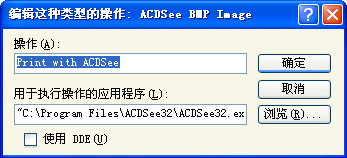 编辑这种类型的操作: ACDSee BMP Image
操作(A):
Print with ACDSee
确定
取消
用于执行操作的应用程序(L):
"C:\Program Files\ACDSee32\ACDSee32.ex
浏览(R)...
使用 DDE(U)